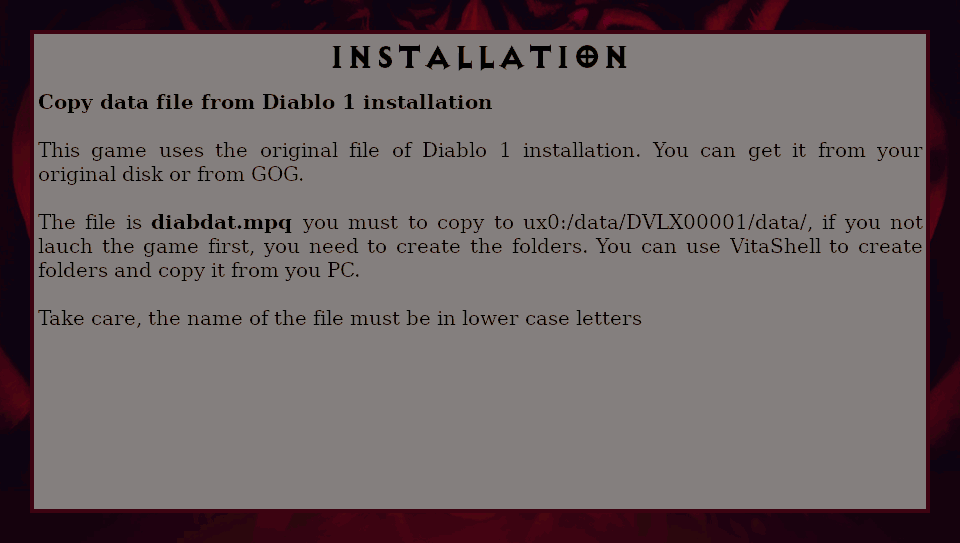 INSTALLATION
Copy data file from Diablo 1 installation
This game uses the original file of Diablo 1 installation. You can get it from your
original disk or from GOG.
The file is diabdat.mpq you must to copy to ux0:/data/DVLX00001/data/, if you not
lauch the game first, you need to create the folders. You can use VitaShell to create
folders and copy it from you PC.
Take care, the name of the file must be in lower case letters